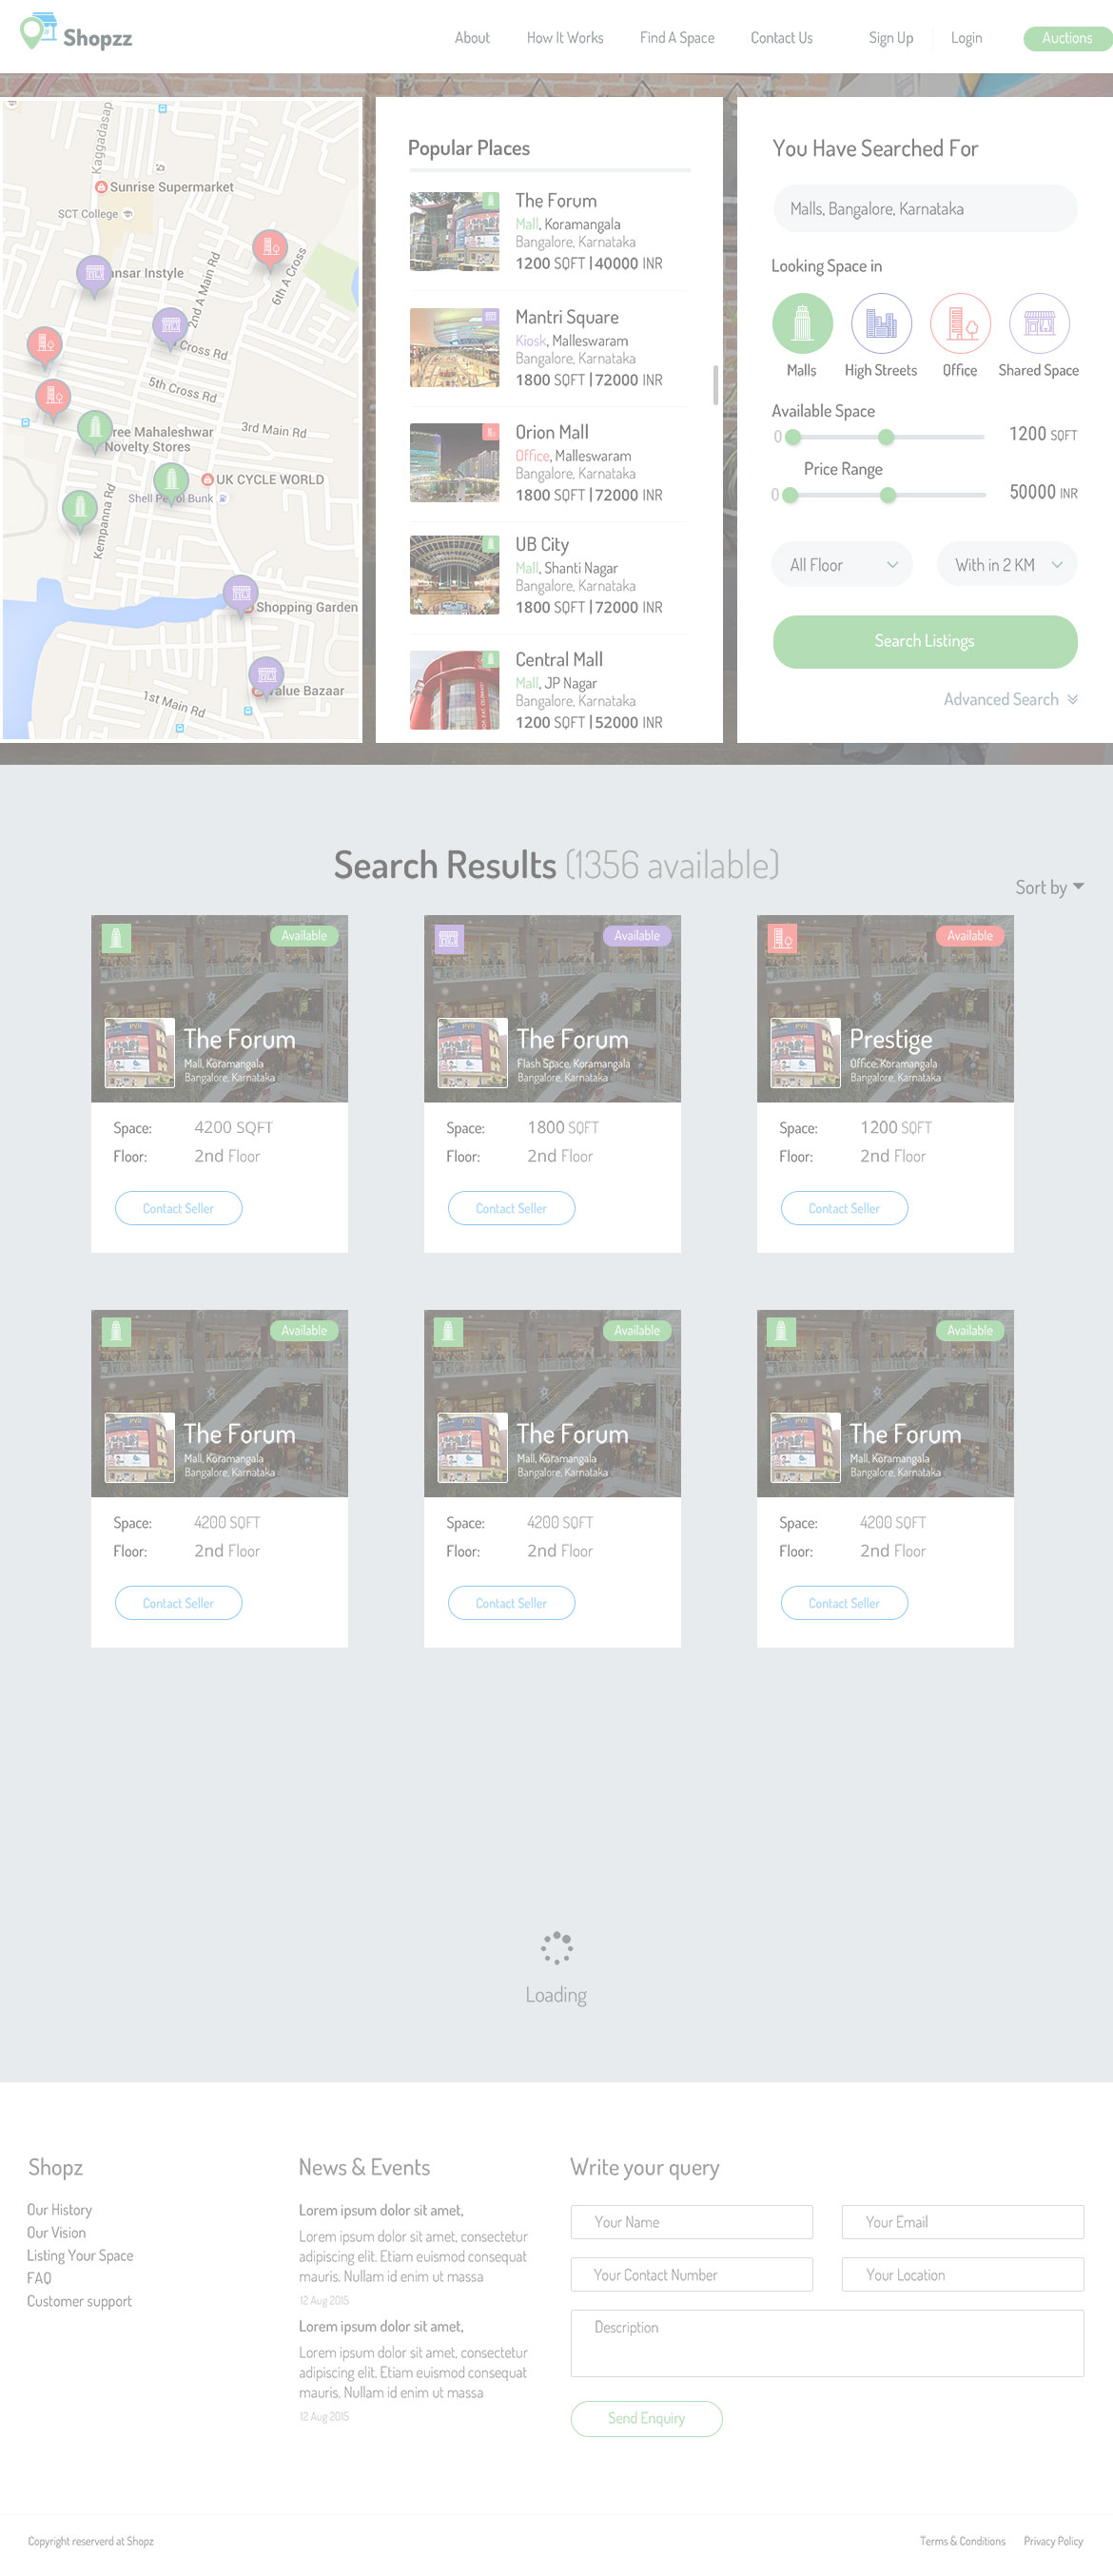 Shopzz
About
How It Works
Find A Space
Contact Us
Sign Up
Login
Auctions
Kaggadasap
Sunrise Supermarket
SCT College
ansar Instyle
2nd A Main Rd
6th A Cross
Cross Rd
5th Cross Rd
3rd Main Rd
ree Mahaleshwar
Novelty Stores
UK CYCLE WORLD
Shell Petrol Bunk
Kempanna Rd
Shopping Garden
alue Bazaar
1st Main Rd
Popular Places
The Forum
Mall, Koramangala
Bangalore, Karnataka
1200 SQFT | 40000 INR
Mantri Square
Kiosk, Malleswaram
Bangalore, Karnataka
1800 SQFT | 72000 INR
Orion Mall
Office, Malleswaram
Bangalore, Karnataka
1800 SQFT | 72000 INR
UB City
Mall, Shanti Nagar
Bangalore, Karnataka
1800 SQFT | 72000 INR
Central Mall
Mall, JP Nagar
Bangalore, Karnataka
1200 SQFT | 52000 INR
You Have Searched For
Malls, Bangalore, Karnataka
Looking Space in
Malls
High Streets
Office
Shared Space
Available Space
0
1200 SQFT
Price Range
0
50000 INR
All Floor
With in 2 KM
Search Listings
Advanced Search
Search Results (1356 available)
Sort by
Available
PVR
The Forum
Mall, Koramangala
Bangalore, Karnataka
Space: 4200 SQFT
Floor: 2nd Floor
Contact Seller
Available
PVR
The Forum
Flash Space, Koramangala
Bangalore, Karnataka
Space: 1800 SQFT
Floor: 2nd Floor
Contact Seller
Available
PVR
Prestige
Office, Koramangala
Bangalore, Karnataka
Space: 1200 SQFT
Floor: 2nd Floor
Contact Seller
Available
PVR
The Forum
Mall, Koramangala
Bangalore, Karnataka
Space: 4200 SQFT
Floor: 2nd Floor
Contact Seller
Available
PVR
The Forum
Mall, Koramangala
Bangalore, Karnataka
Space: 4200 SQFT
Floor: 2nd Floor
Contact Seller
Available
PVR
The Forum
Mall, Koramangala
Bangalore, Karnataka
Space: 4200 SQFT
Floor: 2nd Floor
Contact Seller
Loading
Shopz
Our History
Our Vision
Listing Your Space
FAQ
Customer support
News & Events
Lorem ipsum dolor sit amet,
Lorem ipsum dolor sit amet, consectetur
adipiscing elit. Etiam euismod consequat
mauris. Nullam id enim ut massa
12 Aug 2015
Lorem ipsum dolor sit amet,
Lorem ipsum dolor sit amet, consectetur
adipiscing elit. Etiam euismod consequat
mauris. Nullam id enim ut massa
12 Aug 2015
Write your query
Your Name
Your Email
Your Contact Number
Your Location
Description
Send Enquiry
Copyright reserverd at Shopz
Terms & Conditions
Privacy Policy